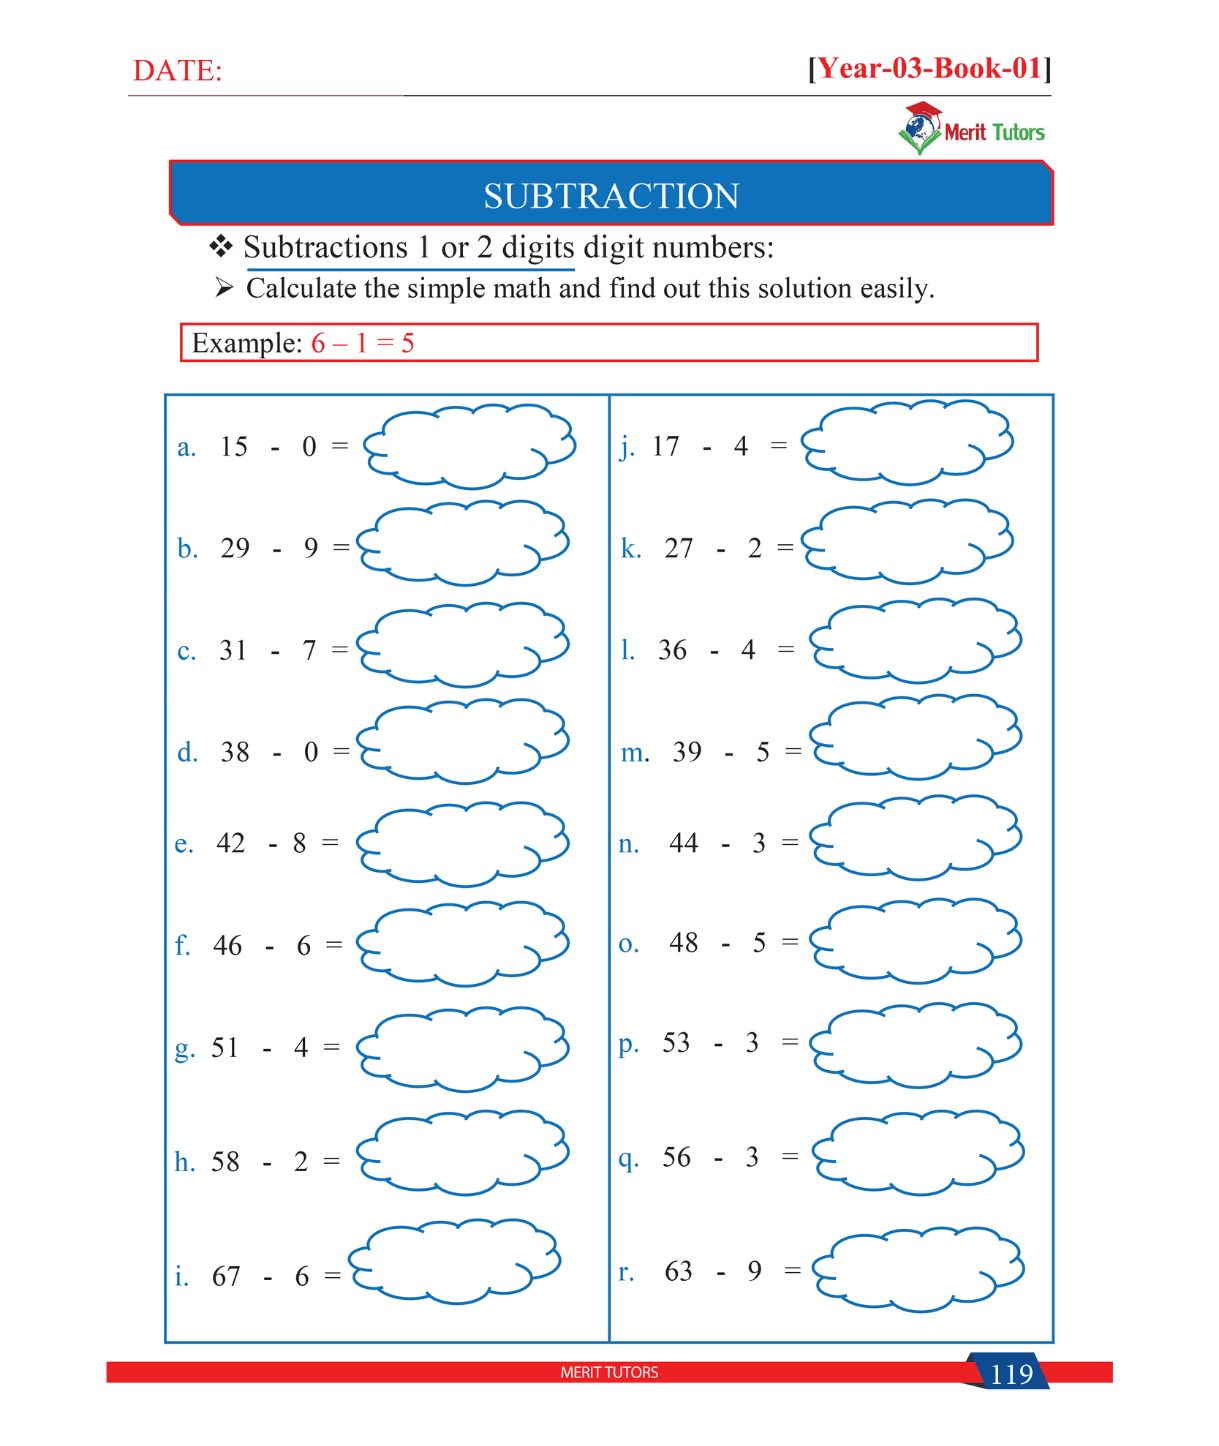 DATE:
[Year-03-Book-01]
Merit Tutors
SUBTRACTION
❖ Subtractions 1 or 2 digits digit numbers:
➢ Calculate the simple math and find out this solution easily.
Example: 6 – 1 = 5
a. 15 - 0 =
b. 29 - 9 =
c. 31 - 7 =
d. 38 - 0 =
e. 42 - 8 =
f. 46 - 6 =
g. 51 - 4 =
h. 58 - 2 =
i. 67 - 6 =
j. 17 - 4 =
k. 27 - 2 =
l. 36 - 4 =
m. 39 - 5 =
n. 44 - 3 =
o. 48 - 5 =
p. 53 - 3 =
q. 56 - 3 =
r. 63 - 9 =
MERIT TUTORS
119